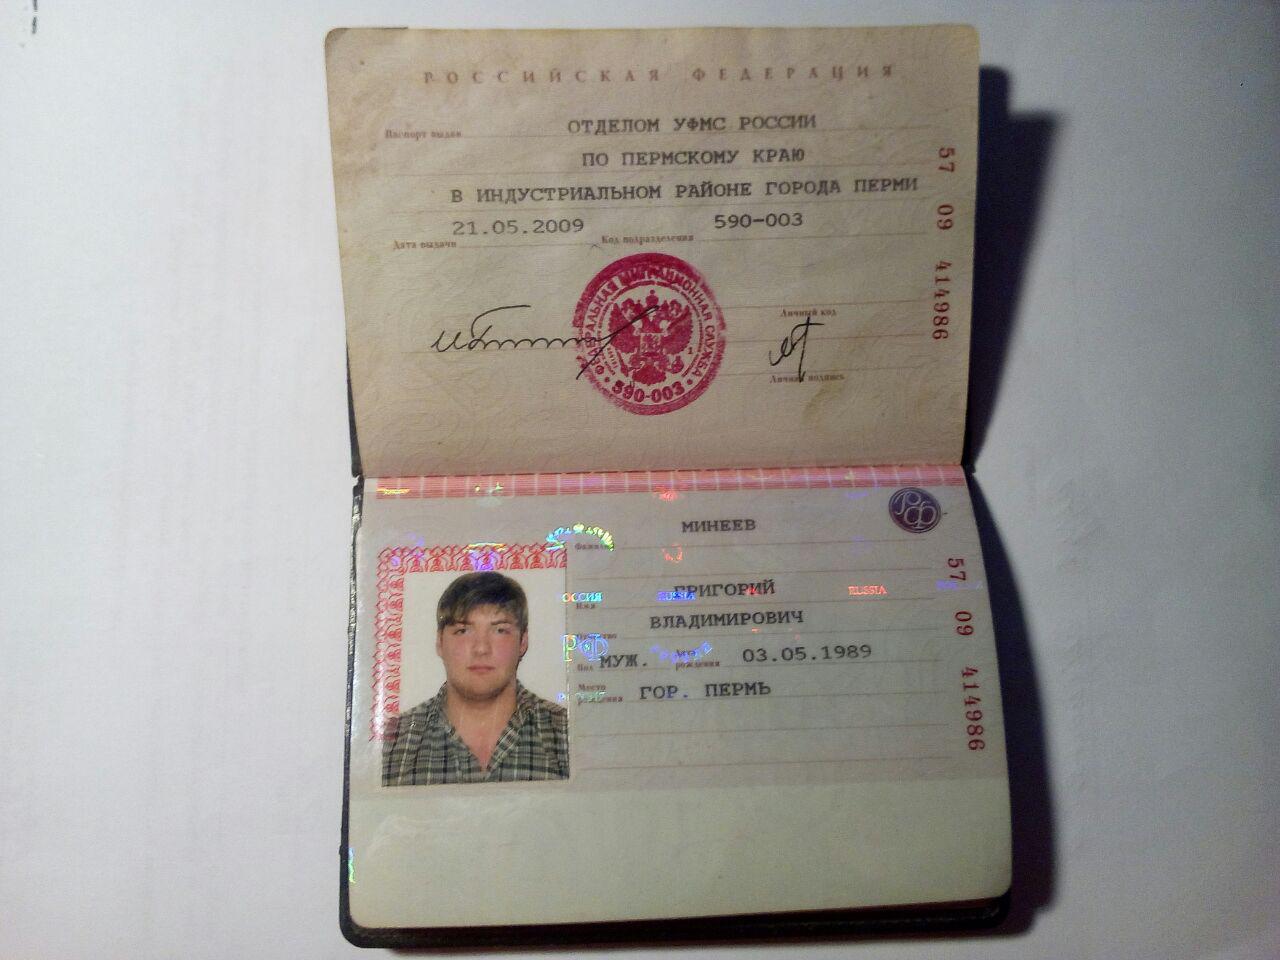 РОССИЙСКАЯ ФЕДЕРАЦИЯ
Паспорт выдан ОТДЕЛОМ УФМС РОССИИ
ПО ПЕРМСКОМУ КРАЮ
В ИНДУСТРИАЛЬНОМ РАЙОНЕ ГОРОДА ПЕРМИ
Дата выдачи 21.05.2009 Код подразделения 590-003
57 09 414986
Личный код
ФЕДЕРАЛЬНАЯ МИГРАЦИОННАЯ СЛУЖБА
590-003
Личная подпись
РФ
Фамилия МИНЕЕВ
Имя ГРИГОРИЙ
РОССИЯ RUSSIA RUSSIA
Отчество ВЛАДИМИРОВИЧ
РФ
Пол МУЖ. Дата рождения 03.05.1989
Место рождения ГОР. ПЕРМЬ
57 09 414986